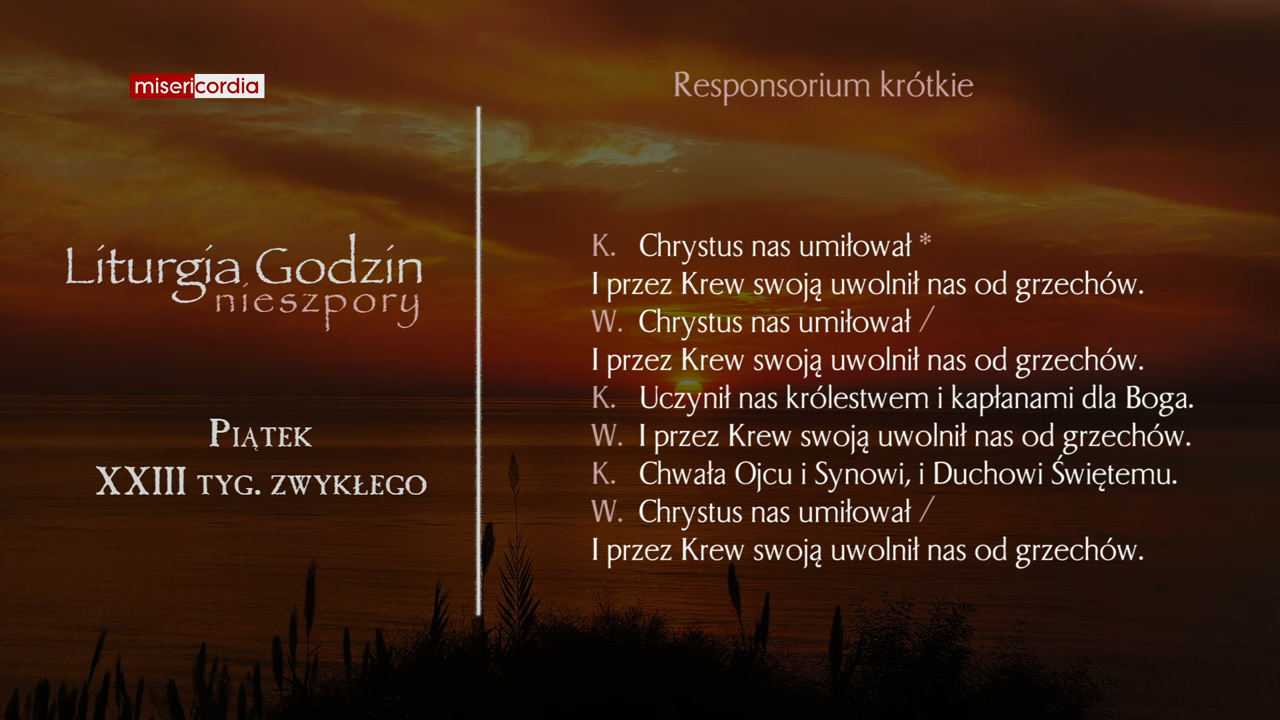 misericordia
Liturgia Godzin
nieszpory
Piątek
XXIII tyg. zwykłego
Responsorium krótkie
K. Chrystus nas umiłował *
I przez Krew swoją uwolnił nas od grzechów.
W. Chrystus nas umiłował /
I przez Krew swoją uwolnił nas od grzechów.
K. Uczynił nas królestwem i kapłanami dla Boga.
W. I przez Krew swoją uwolnił nas od grzechów.
K. Chwała Ojcu i Synowi, i Duchowi Świętemu.
W. Chrystus nas umiłował /
I przez Krew swoją uwolnił nas od grzechów.